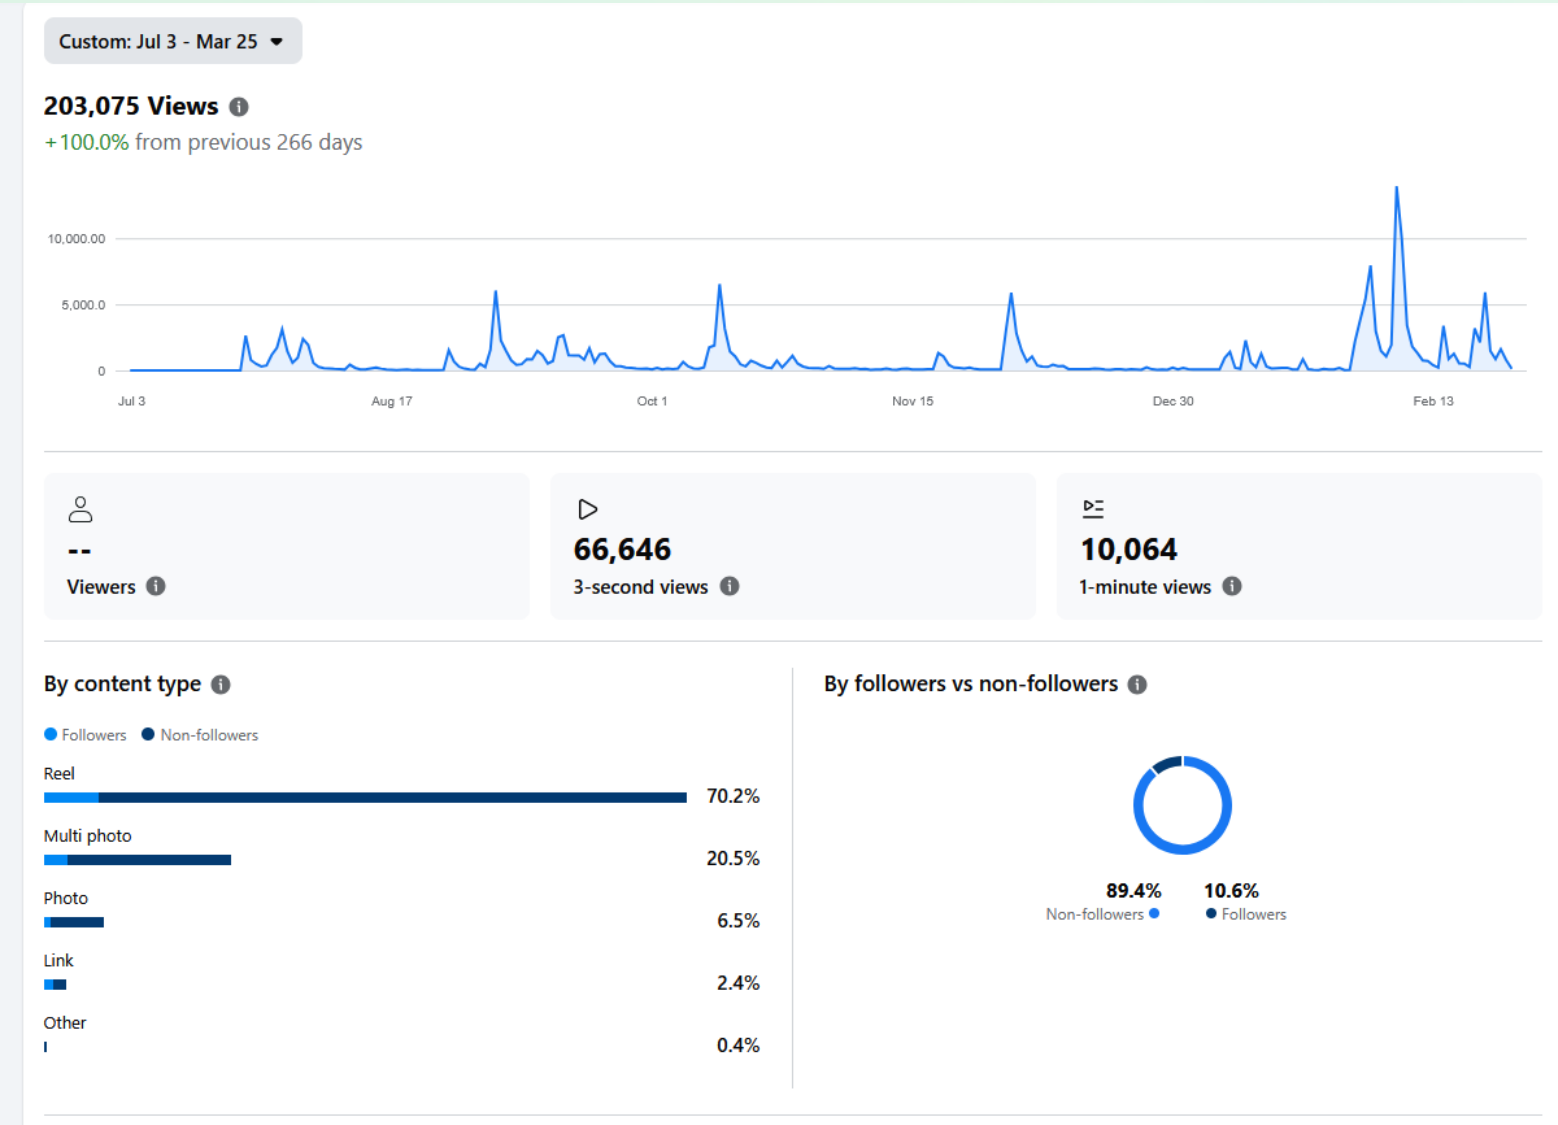 Custom: Jul 3 - Mar 25
203,075 Views
+100.0% from previous 266 days
10,000.00
5,000.0
0
Jul 3 Aug 17 Oct 1 Nov 15 Dec 30 Feb 13
--
Viewers
66,646
3-second views
10,064
1-minute views
By content type
Followers Non-followers
Reel
70.2%
Multi photo
20.5%
Photo
6.5%
Link
2.4%
Other
0.4%
By followers vs non-followers
89.4% 10.6%
Non-followers Followers